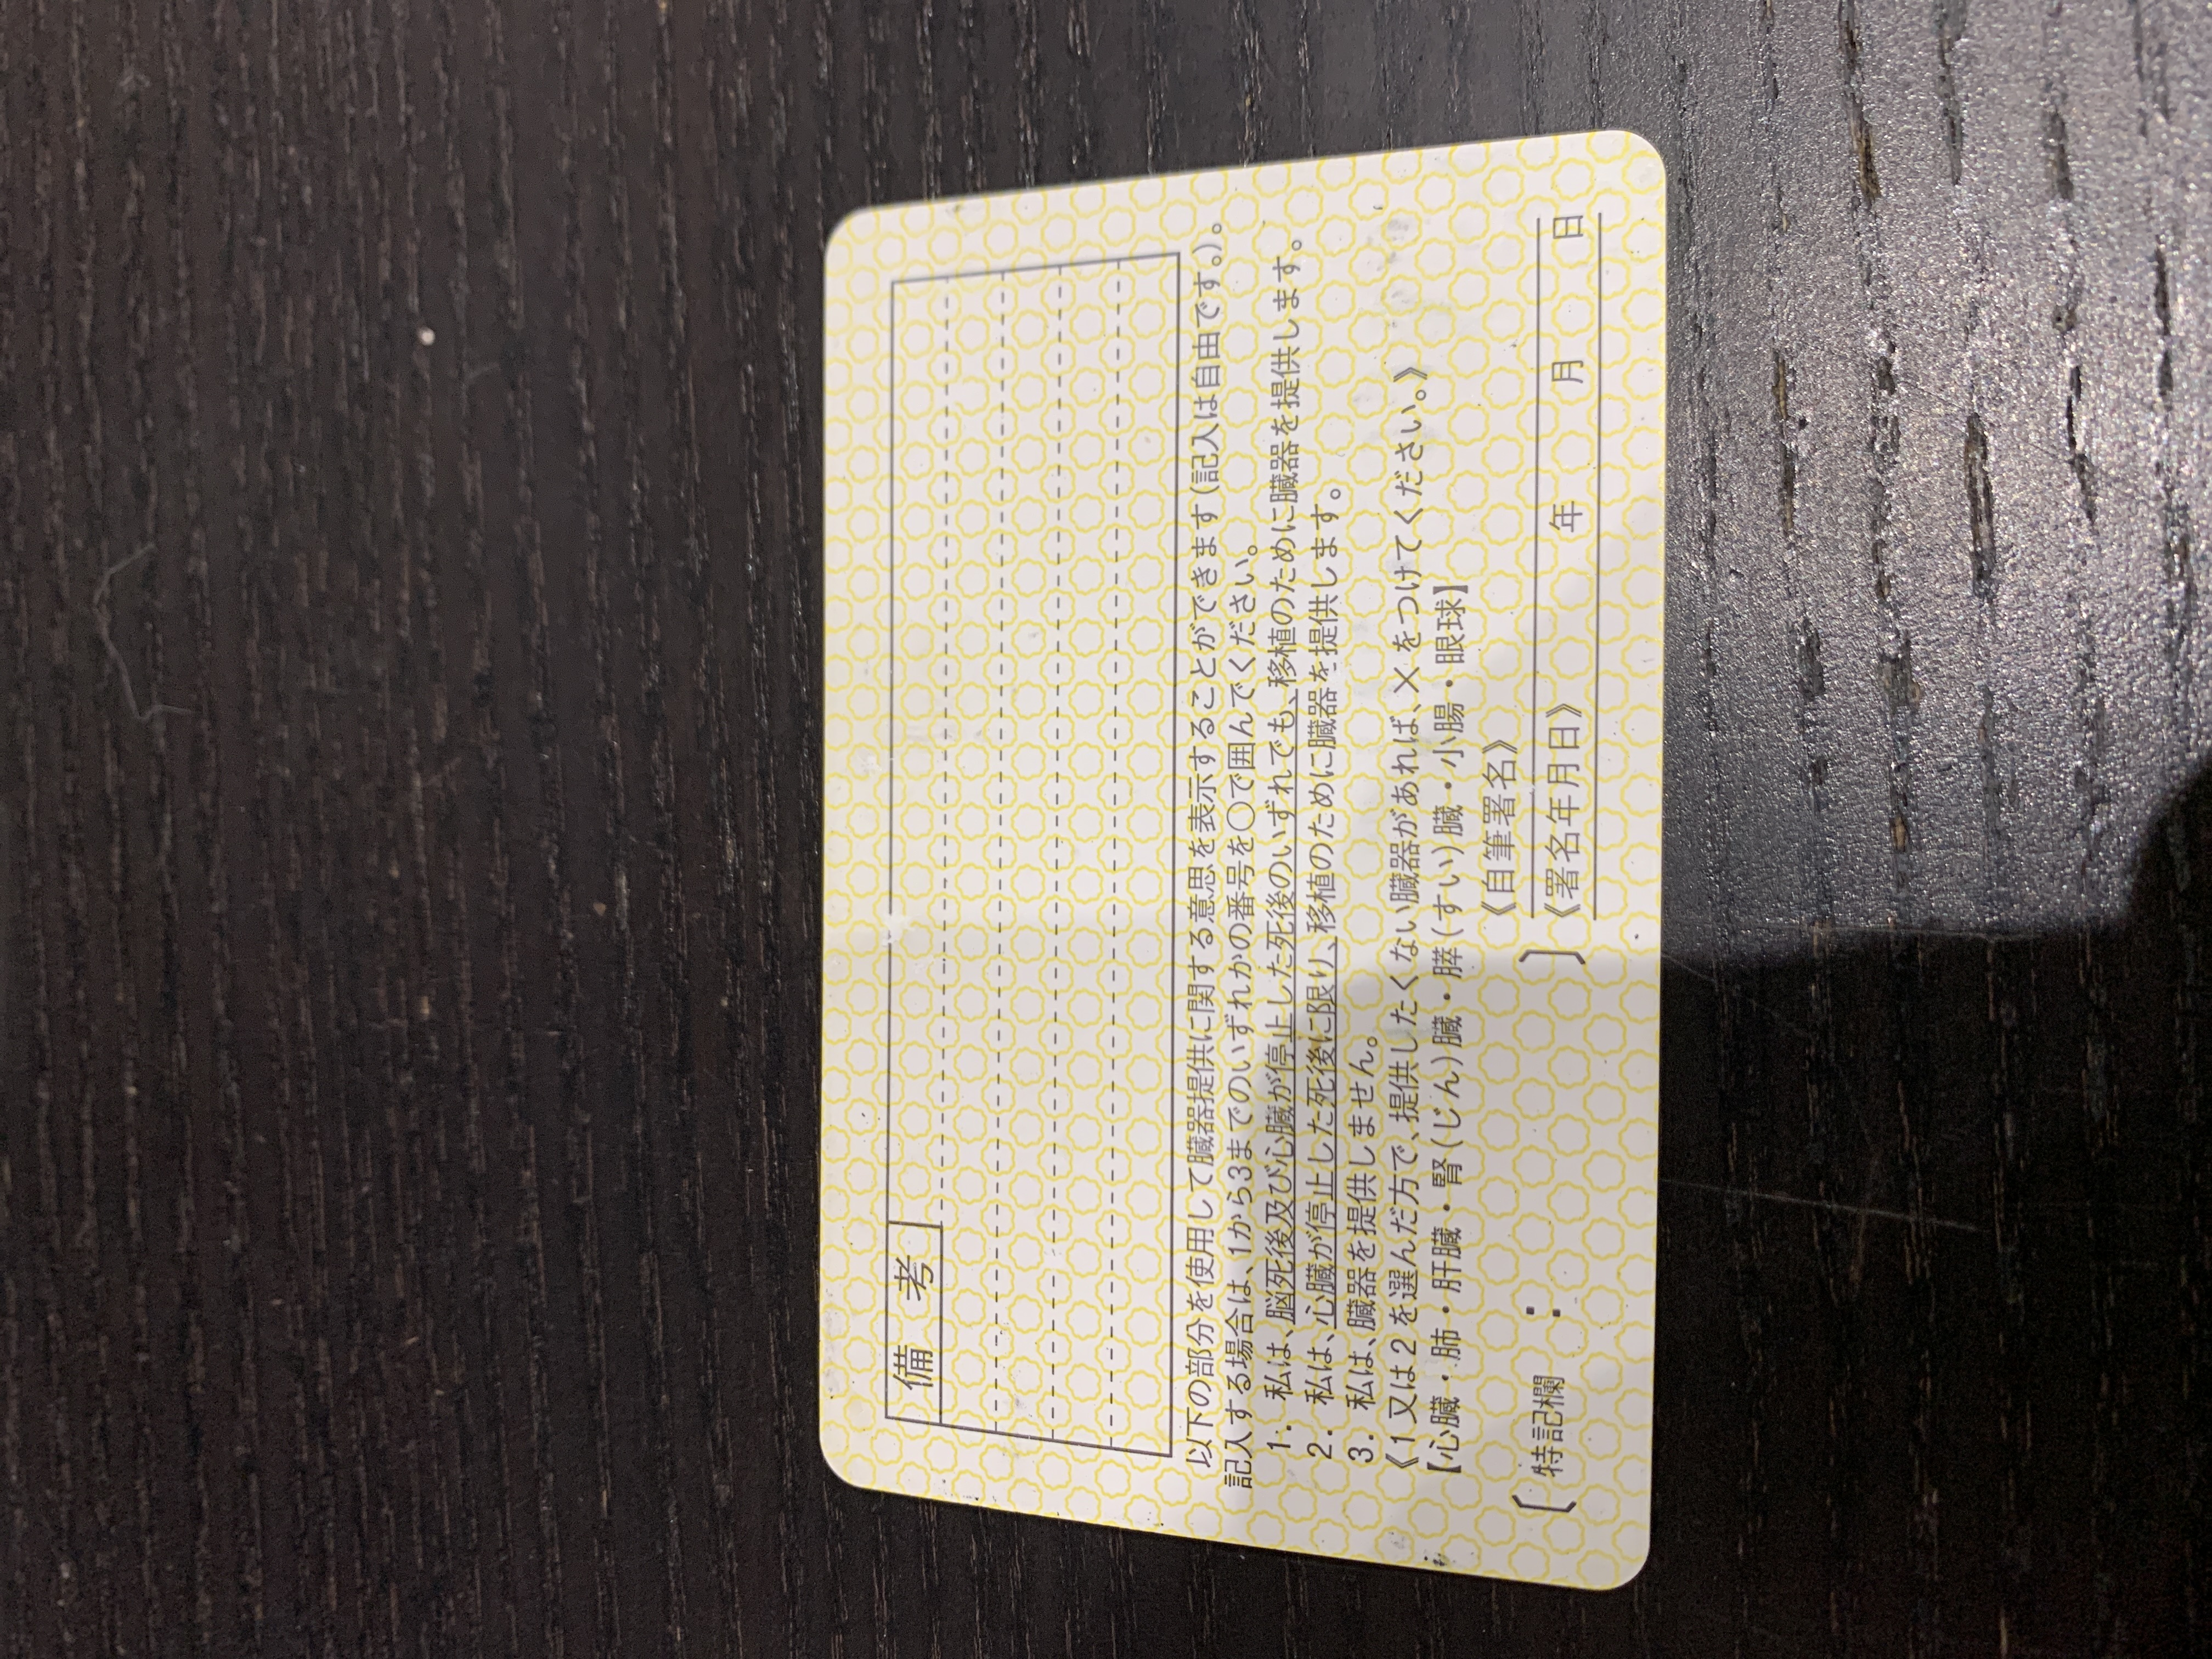 備考
以下の部分を使用して臓器提供に関する意思を表示することができます(記入は自由です。)。
記入する場合は、1から3までのいずれかの番号を〇で囲んでください。
1. 私は、脳死後及び心臓が停止した死後のいずれでも、移植のために臓器を提供します。
2. 私は、心臓が停止した死後に限り、移植のために臓器を提供します。
3. 私は、臓器を提供しません。
《1又は2を選んだ方で、提供したくない臓器があれば、×をつけてください。》
【心臓・肺・肝臓・腎(じん)臓・膵(すい)臓・小腸・眼球】
《自筆署名》
〔特記欄: 〕
《署名年月日》 年 月 日